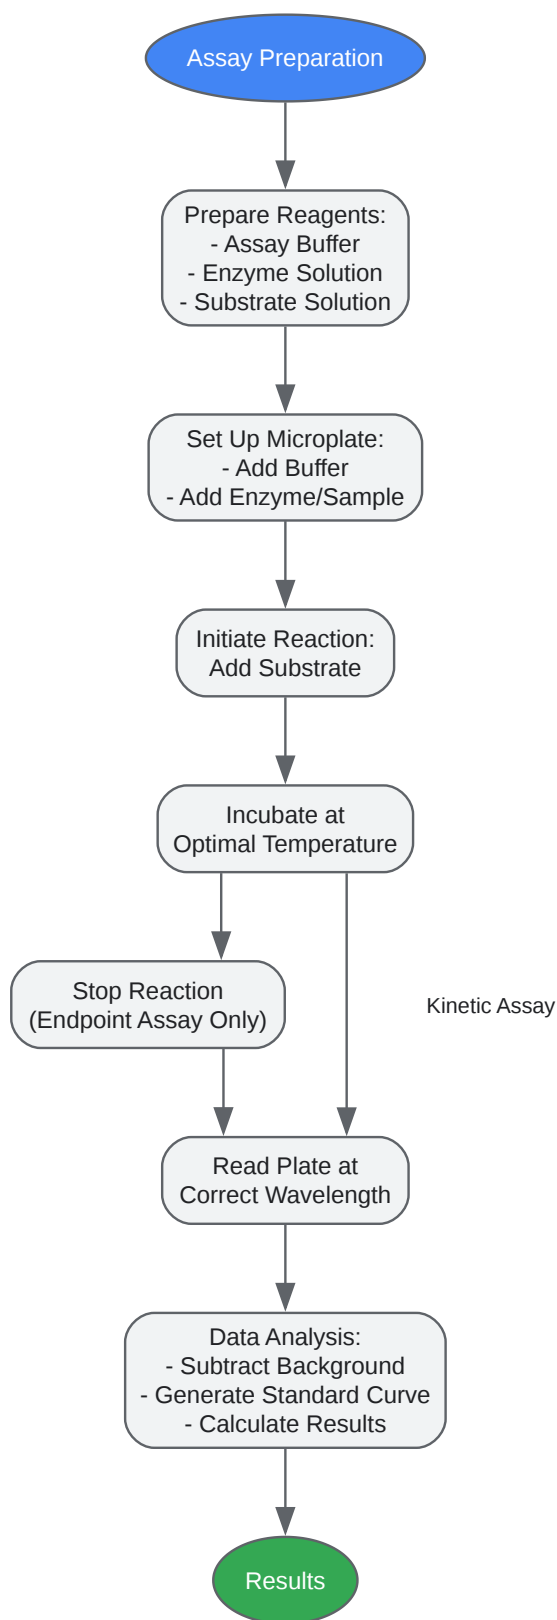 Assay Preparation
Prepare Reagents:
- Assay Buffer
- Enzyme Solution
- Substrate Solution
Set Up Microplate:
- Add Buffer
- Add Enzyme/Sample
Initiate Reaction:
Add Substrate
Incubate at
Optimal Temperature
Stop Reaction
(Endpoint Assay Only)
Kinetic Assay
Read Plate at
Correct Wavelength
Data Analysis:
- Subtract Background
- Generate Standard Curve
- Calculate Results
Results